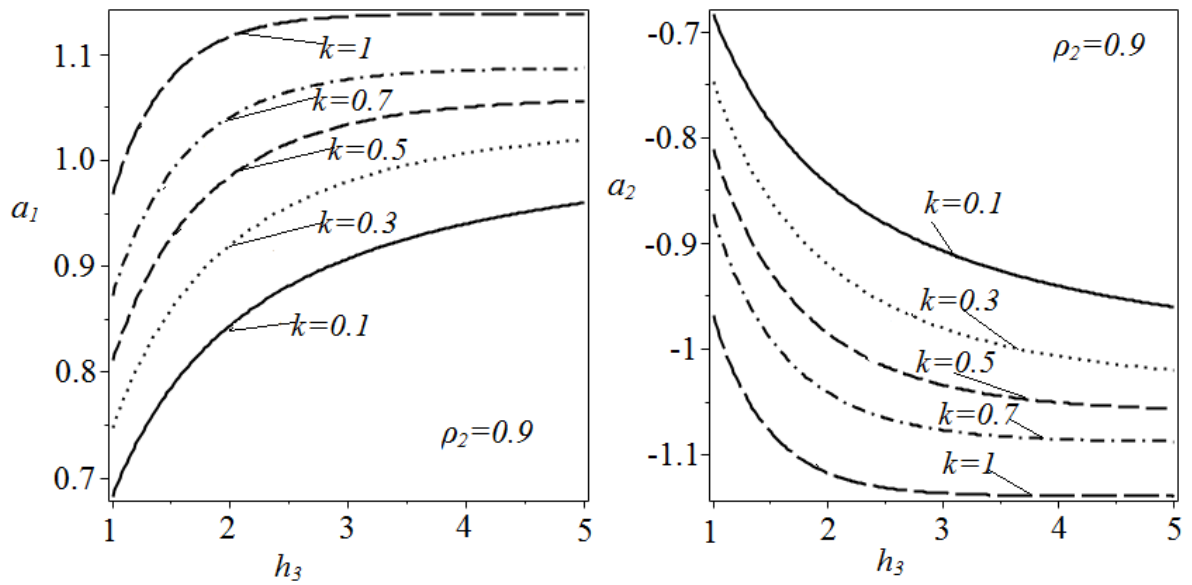 1.1
1.0
0.9
0.8
0.7
a₁
k=1
k=0.7
k=0.5
k=0.3
k=0.1
ρ₂=0.9
1 2 3 4 5
h₃
-0.7
-0.8
-0.9
-1
-1.1
a₂
ρ₂=0.9
k=0.1
k=0.3
k=0.5
k=0.7
k=1
1 2 3 4 5
h₃